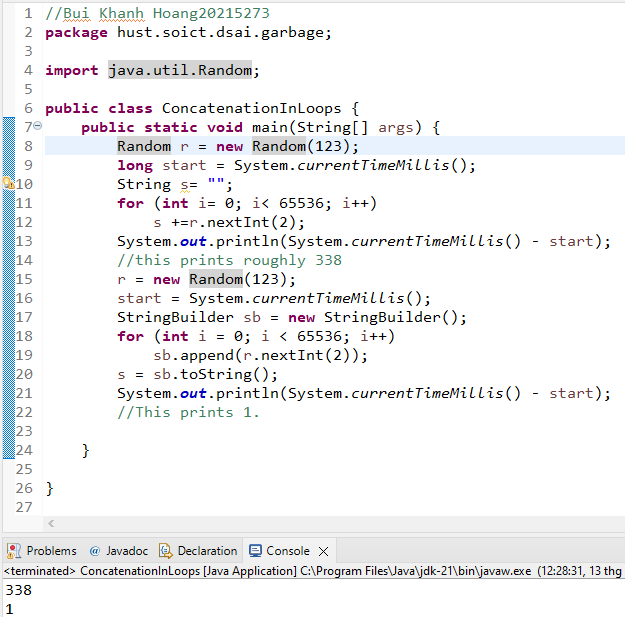 1 //Bui Khanh Hoang20215273
2 package hust.soict.dsai.garbage;
3
4 import java.util.Random;
5
6 public class ConcatenationInLoops {
7     public static void main(String[] args) {
8         Random r = new Random(123);
9         long start = System.currentTimeMillis();
10         String s= "";
11         for (int i= 0; i< 65536; i++)
12             s +=r.nextInt(2);
13         System.out.println(System.currentTimeMillis() - start);
14         //this prints roughly 338
15         r = new Random(123);
16         start = System.currentTimeMillis();
17         StringBuilder sb = new StringBuilder();
18         for (int i = 0; i < 65536; i++)
19             sb.append(r.nextInt(2));
20         s = sb.toString();
21         System.out.println(System.currentTimeMillis() - start);
22         //This prints 1.
23
24     }
25
26 }
27
Problems @ Javadoc Declaration Console
<terminated> ConcatenationInLoops [Java Application] C:\Program Files\Java\jdk-21\bin\javaw.exe (12:28:31, 13 thg
338
1